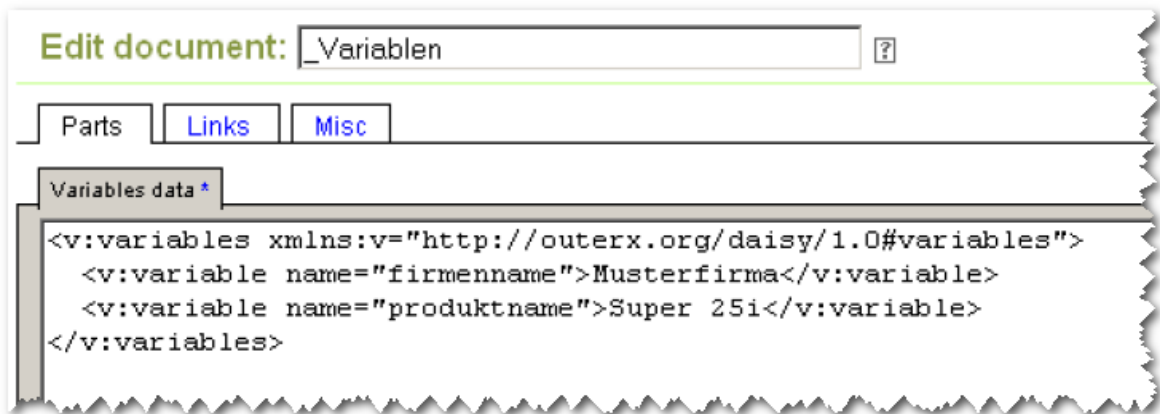 Edit document: _Variablen ?
Parts Links Misc
Variables data *
<v:variables xmlns:v="http://outerx.org/daisy/1.0#variables">
  <v:variable name="firmenname">Musterfirma</v:variable>
  <v:variable name="produktname">Super 25i</v:variable>
</v:variables>